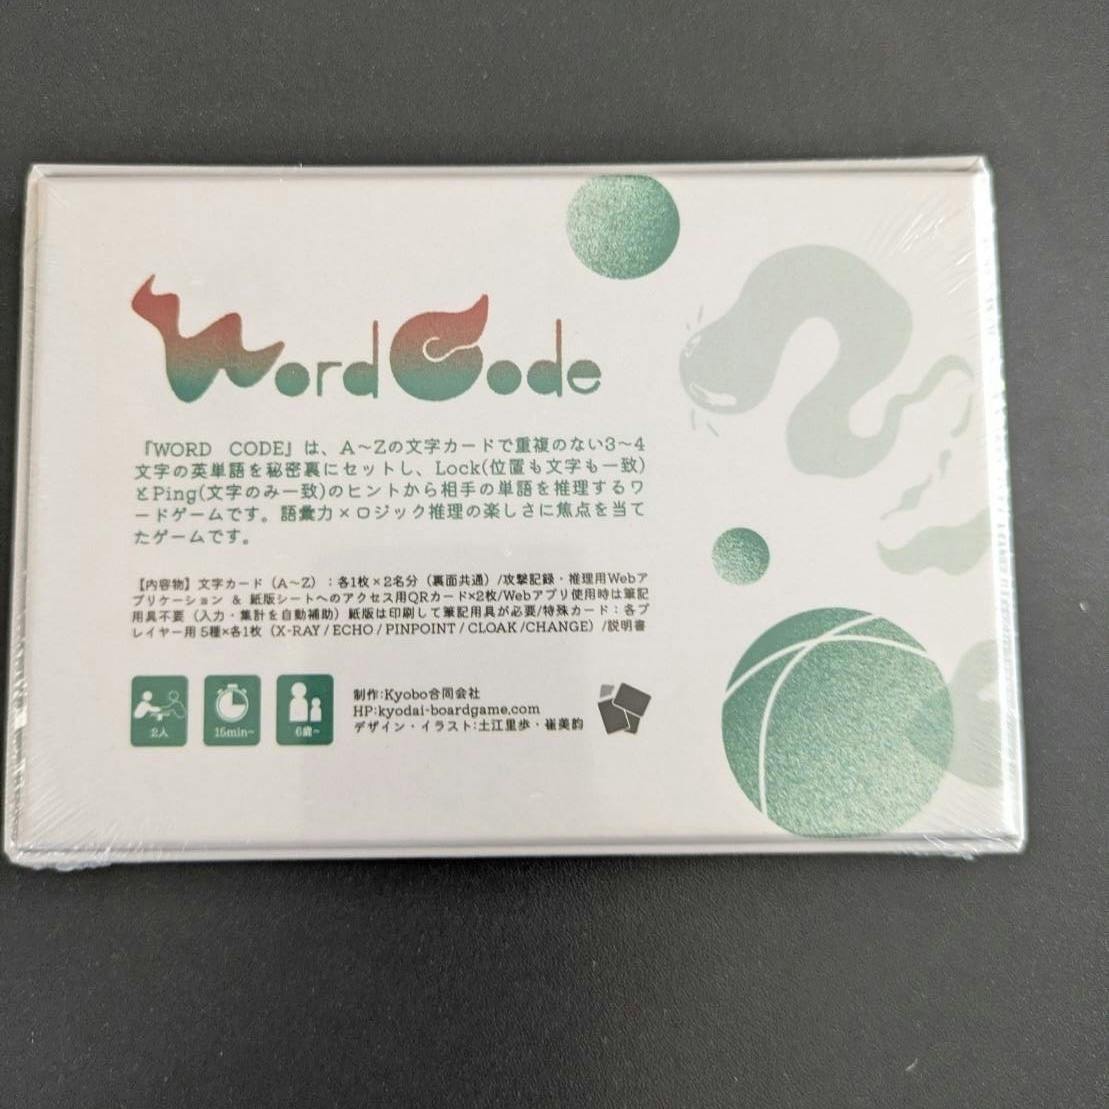 Word Code
『WORD　CODE』は、A～Zの文字カードで重複のない3～4
文字の英単語を秘密裏にセットし、Lock(位置も文字も一致)
とPing(文字のみ一致)のヒントから相手の単語を推理するワ
ードゲームです。語彙力×ロジック推理の楽しさに焦点を当て
たゲームです。
【内容物】文字カード（A～Z）：各1枚×2名分（裏面共通）/攻撃記録・推理用Webア
プリケーション ＆ 紙版シートへのアクセス用QRカード×2枚/Webアプリ使用時は筆記
用具不要（入力・集計を自動補助）紙版は印刷して筆記用具が必要/特殊カード：各プ
レイヤー用 5種×各1枚（X-RAY / ECHO / PINPOINT / CLOAK /CHANGE）/説明書
2人
15min~
6歳~
制作:Kyobo合同会社
HP:kyodai-boardgame.com
デザイン・イラスト:土江里歩・崔美韵